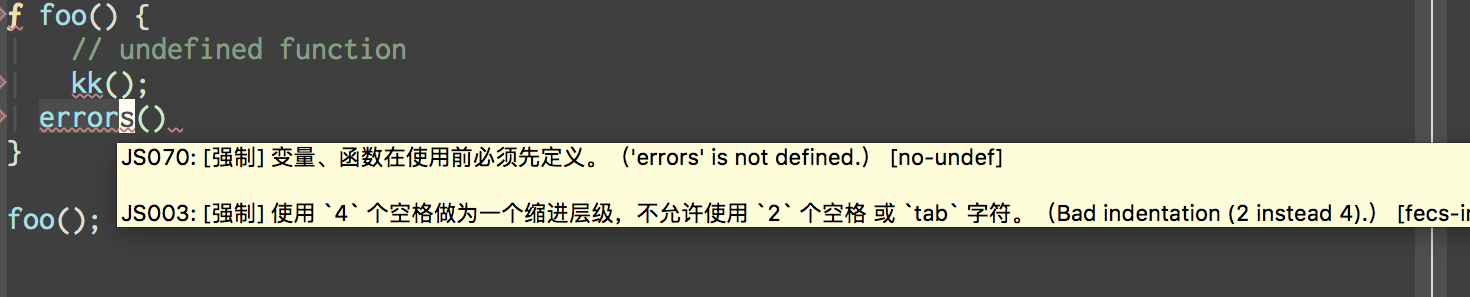 ƒ foo() {
// undefined function
kk();
errors()
}
JS070: [强制] 变量、函数在使用前必须先定义。（'errors' is not defined.） [no-undef]
JS003: [强制] 使用 `4` 个空格做为一个缩进层级，不允许使用 `2` 个空格 或 `tab` 字符。（Bad indentation (2 instead 4).） [fecs-in
foo();